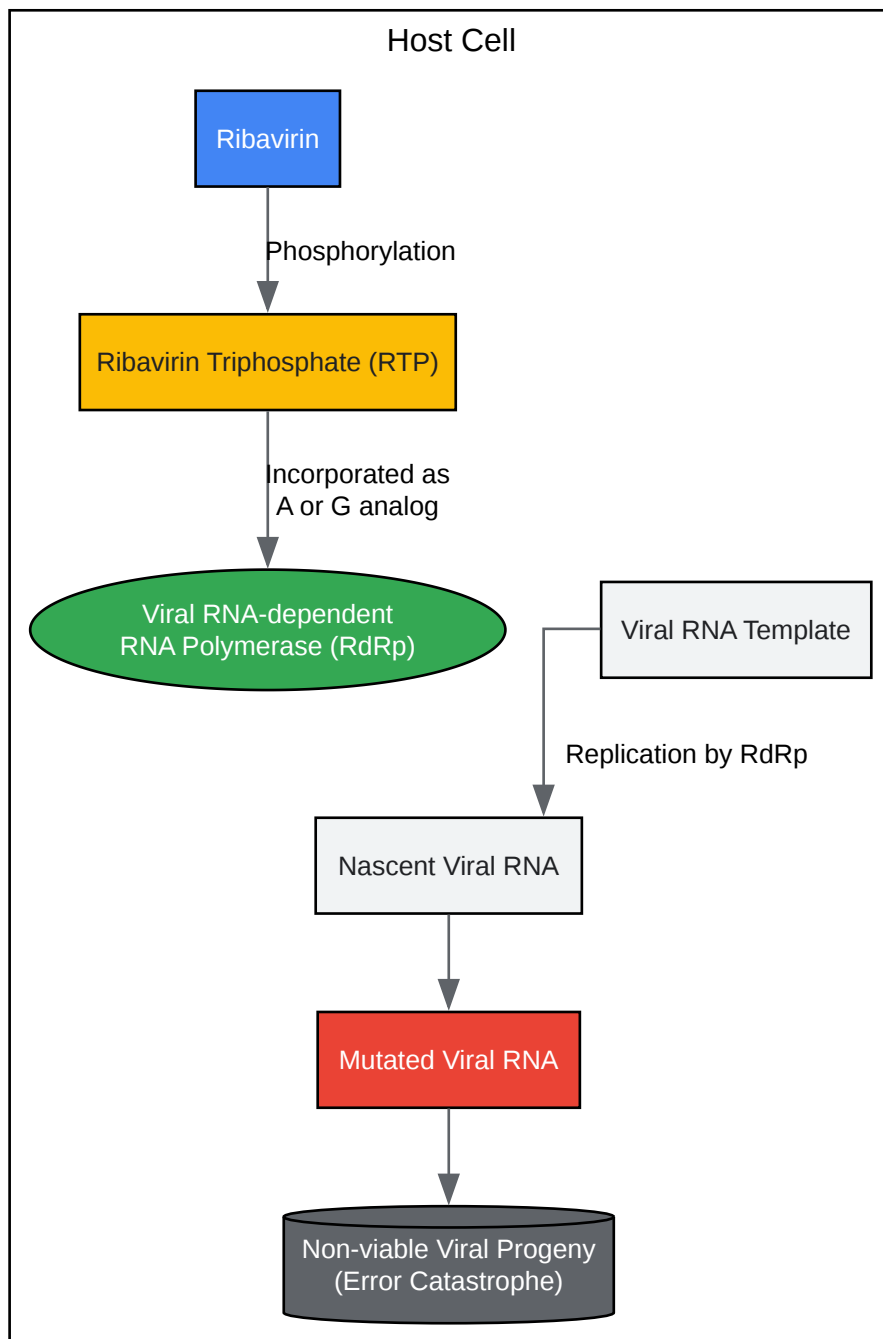 Host Cell
Ribavirin
Phosphorylation
Ribavirin Triphosphate (RTP)
Incorporated as
A or G analog
Viral RNA-dependent
RNA Polymerase (RdRp)
Viral RNA Template
Replication by RdRp
Nascent Viral RNA
Mutated Viral RNA
Non-viable Viral Progeny
(Error Catastrophe)